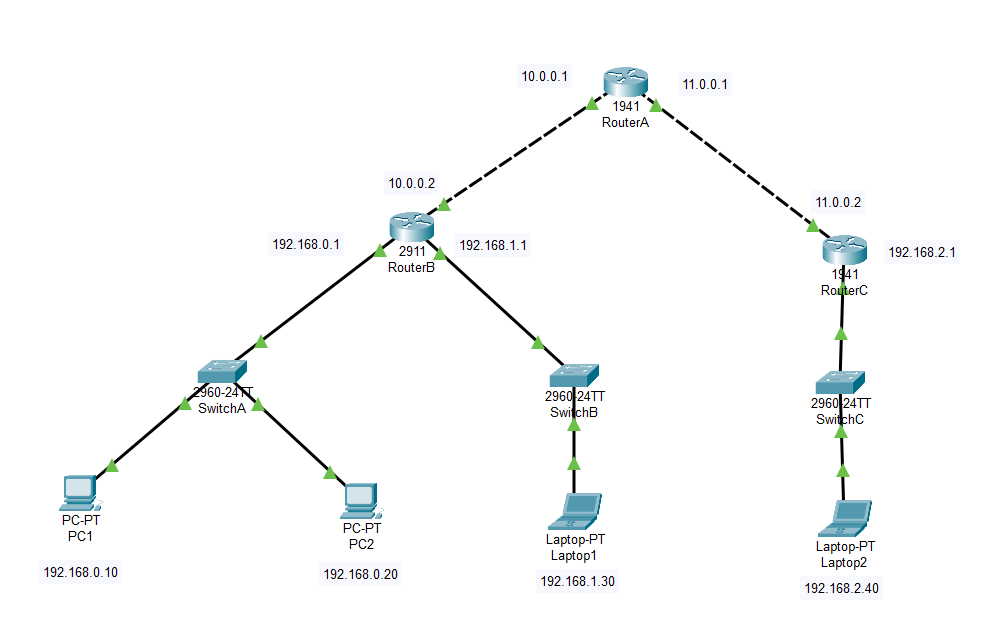 10.0.0.1
11.0.0.1
1941
RouterA
10.0.0.2
11.0.0.2
192.168.0.1
192.168.1.1
2911
RouterB
192.168.2.1
1941
RouterC
2960-24TT
SwitchA
2960-24TT
SwitchB
2960-24TT
SwitchC
PC-PT
PC1
PC-PT
PC2
Laptop-PT
Laptop1
Laptop-PT
Laptop2
192.168.0.10
192.168.0.20
192.168.1.30
192.168.2.40